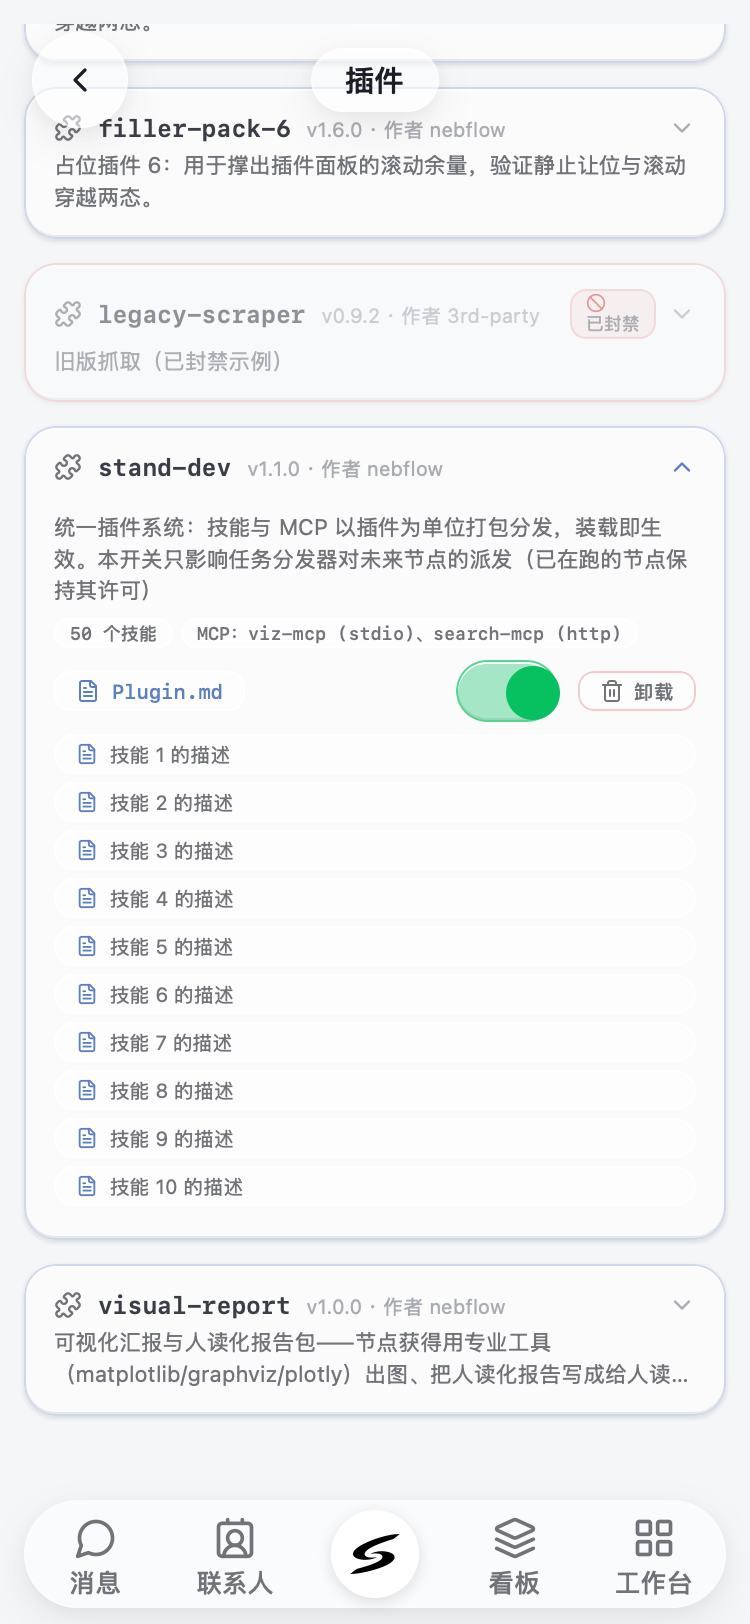 穿越两态。
插件
filler-pack-6 v1.6.0 · 作者 nebflow
占位插件 6：用于撑出插件面板的滚动余量，验证静止让位与滚动
穿越两态。
legacy-scraper v0.9.2 · 作者 3rd-party
已封禁
旧版抓取（已封禁示例）
stand-dev v1.1.0 · 作者 nebflow
统一插件系统：技能与 MCP 以插件为单位打包分发，装载即生
效。本开关只影响任务分发器对未来节点的派发（已在跑的节点保
持其许可）
50 个技能 MCP: viz-mcp (stdio)、search-mcp (http)
Plugin.md 卸载
技能 1 的描述
技能 2 的描述
技能 3 的描述
技能 4 的描述
技能 5 的描述
技能 6 的描述
技能 7 的描述
技能 8 的描述
技能 9 的描述
技能 10 的描述
visual-report v1.0.0 · 作者 nebflow
可视化汇报与人读化报告包——节点获得用专业工具
（matplotlib/graphviz/plotly）出图、把人读化报告写成给人读...
消息 联系人 看板 工作台